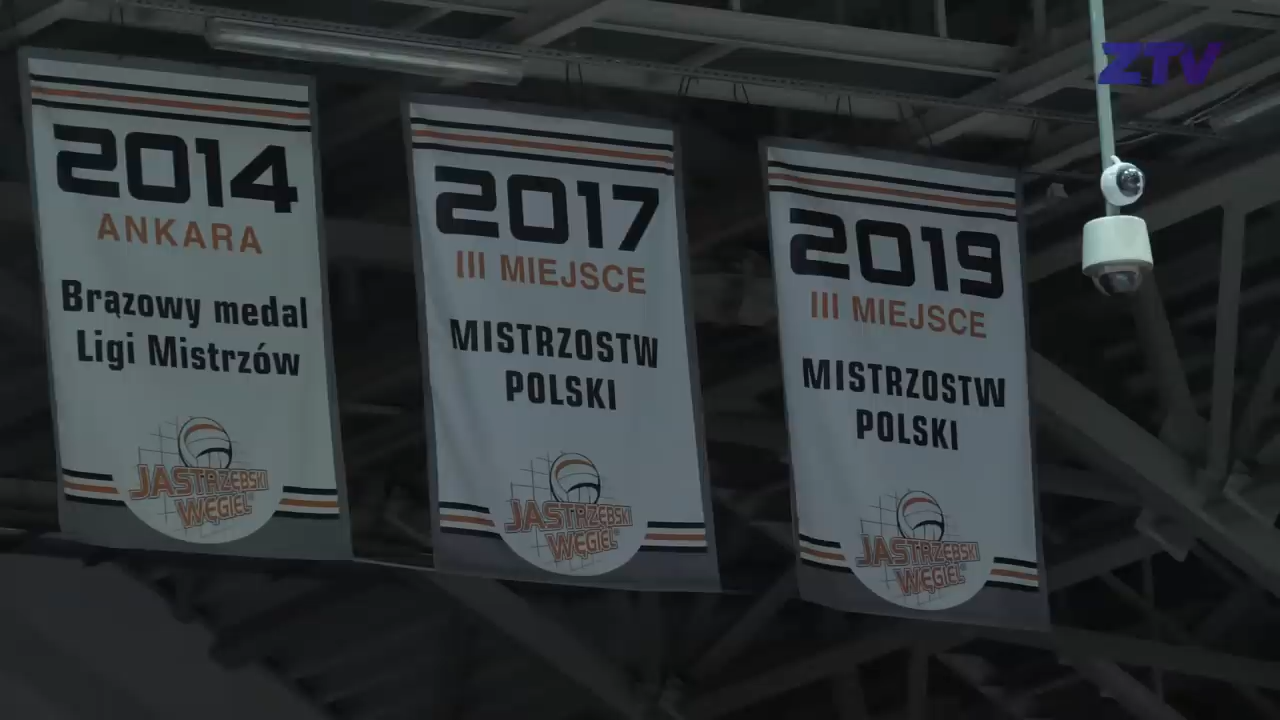 ZTV
2014
ANKARA
Brązowy medal
Ligi Mistrzów
JASTRZĘBSKI
WĘGIEL
2017
III MIEJSCE
MISTRZOSTW
POLSKI
JASTRZĘBSKI
WĘGIEL
2019
III MIEJSCE
MISTRZOSTW
POLSKI
JASTRZĘBSKI
WĘGIEL